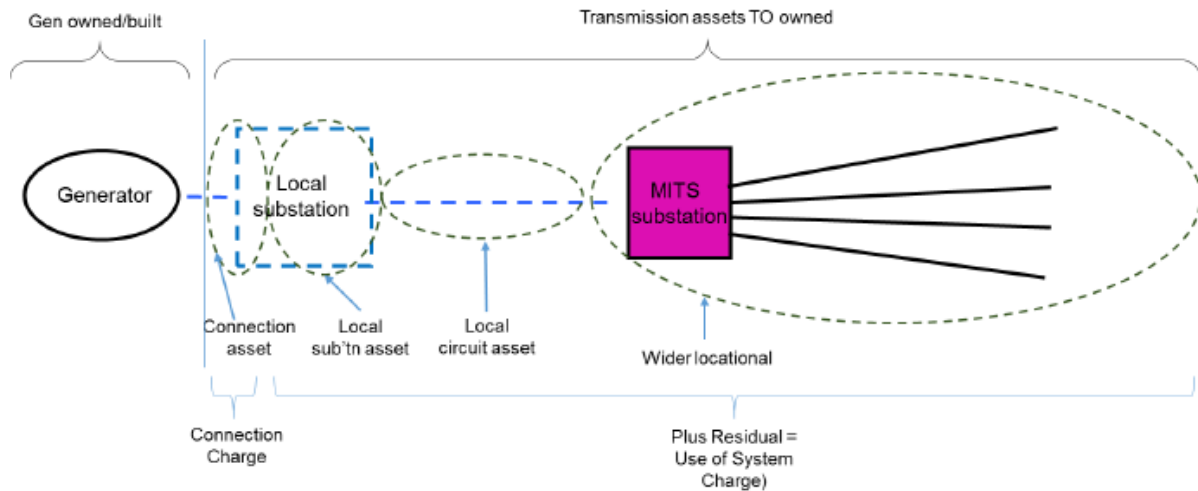 Gen owned/built
Transmission assets TO owned
Generator
Local
substation
MITS
substation
Connection
asset
Local
sub'tn asset
Local
circuit asset
Wider locational
Connection
Charge
Plus Residual =
Use of System
Charge)